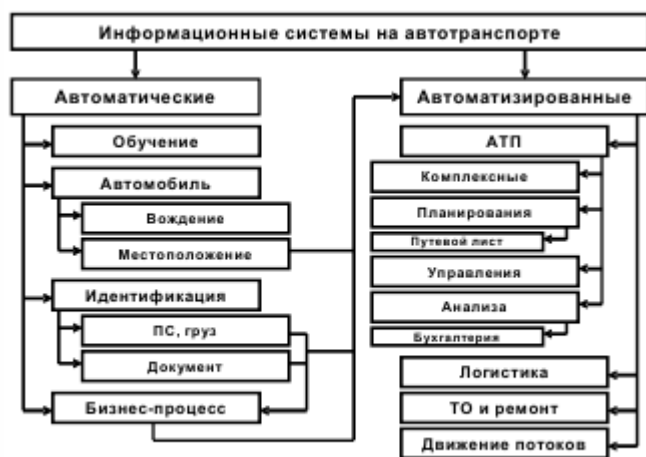 Информационные системы на автотранспорте
Автоматические
Обучение
Автомобиль
Вождение
Местоположение
Идентификация
ПС, груз
Документ
Бизнес-процесс
Автоматизированные
АТП
Комплексные
Планирования
Путевой лист
Управления
Анализа
Бухгалтерия
Логистика
ТО и ремонт
Движение потоков